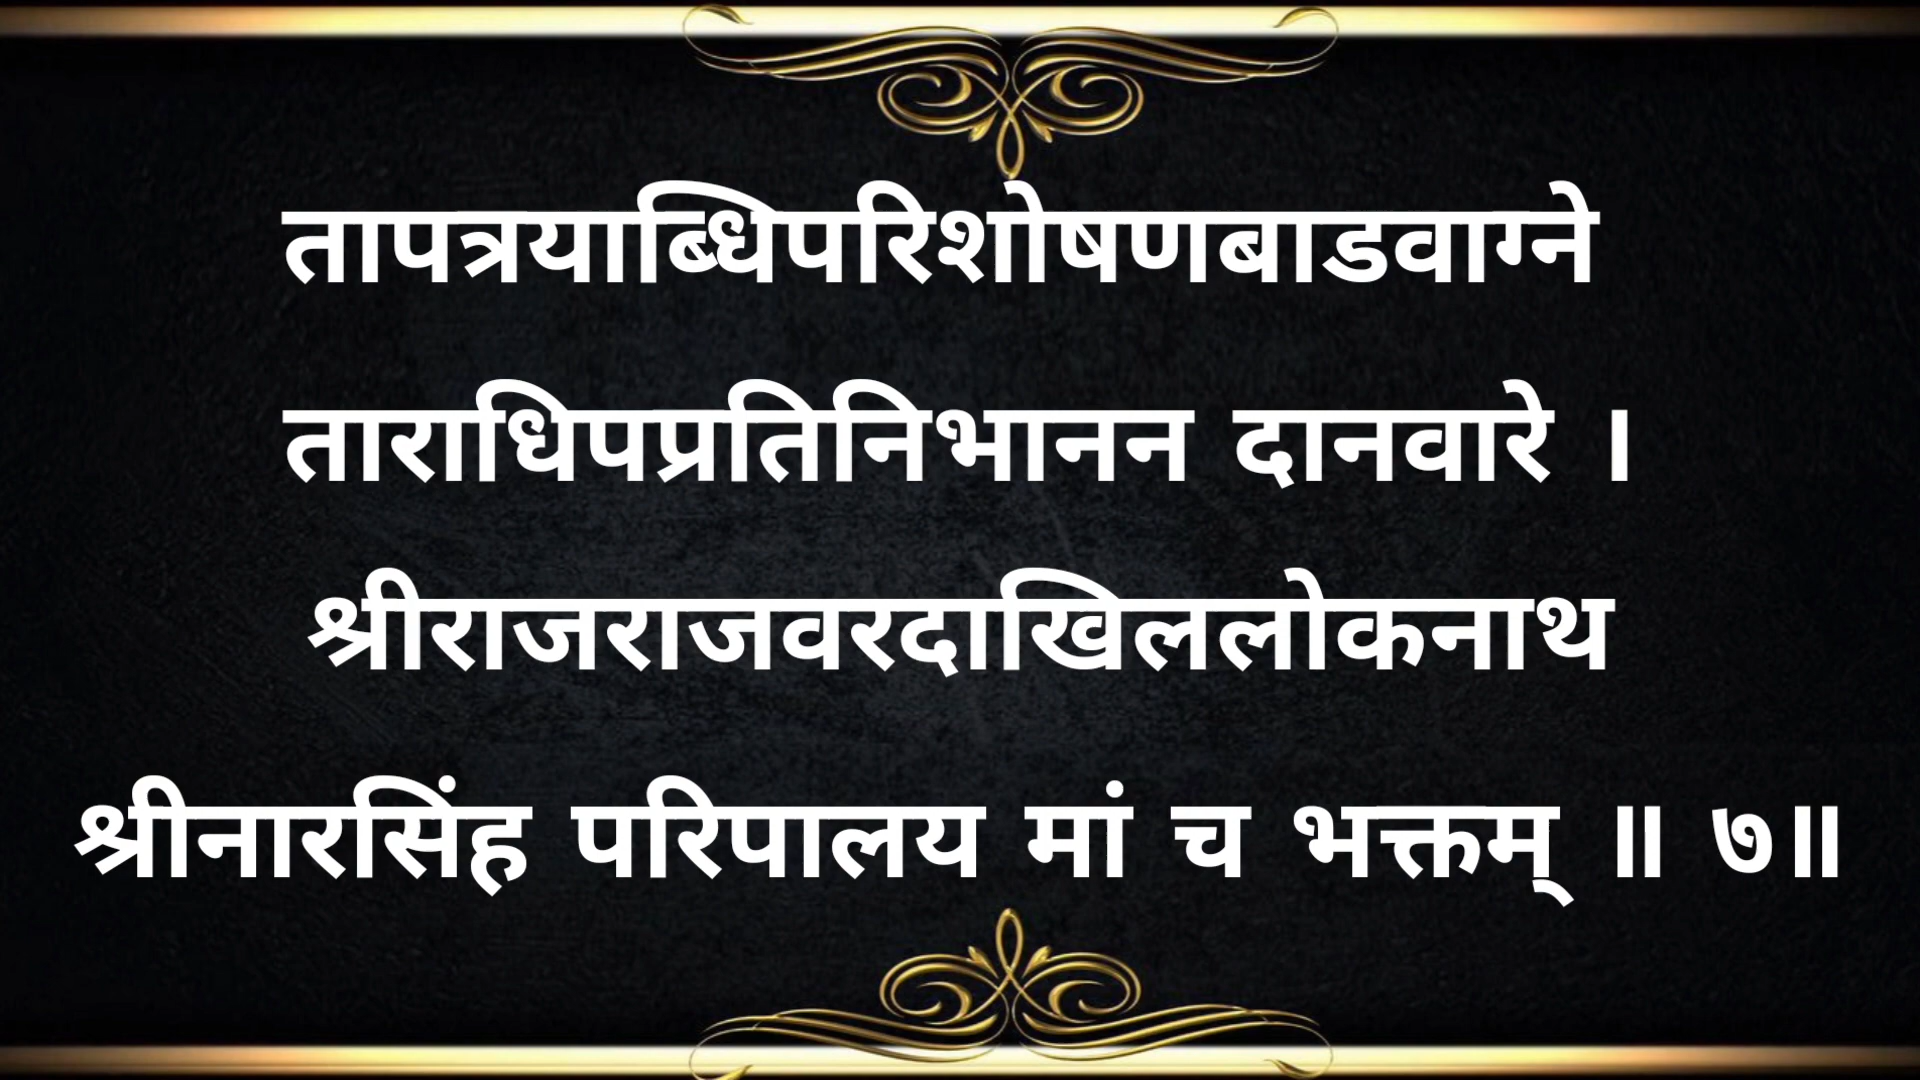 तापत्रयाब्धिपरिशोषणबाडवाग्ने
ताराधिपप्रतिनिभानन दानवारे ।
श्रीराजराजवरदाखिललोकनाथ
श्रीनारसिंह परिपालय मां च भक्तम् ॥ ७॥